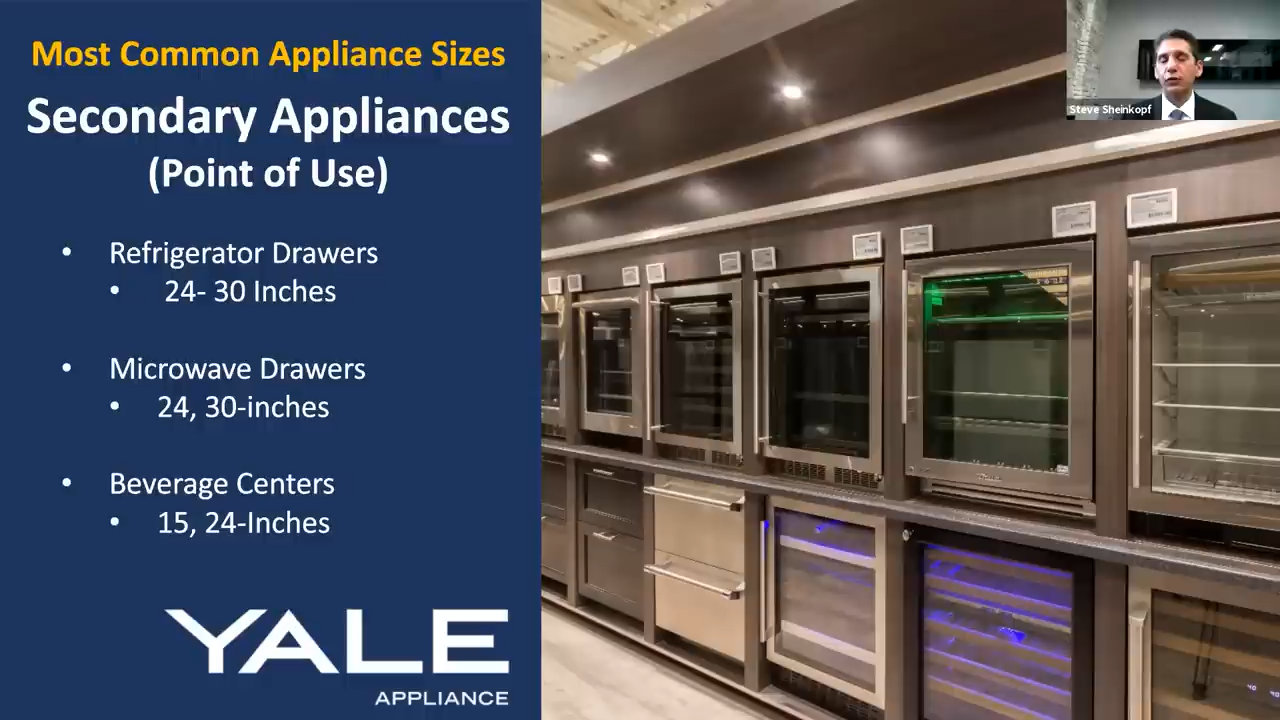 Most Common Appliance Sizes
Secondary Appliances
(Point of Use)
• Refrigerator Drawers
• 24- 30 Inches
• Microwave Drawers
• 24, 30-inches
• Beverage Centers
• 15, 24-Inches
YALE
APPLIANCE
Steve Sheinkopf